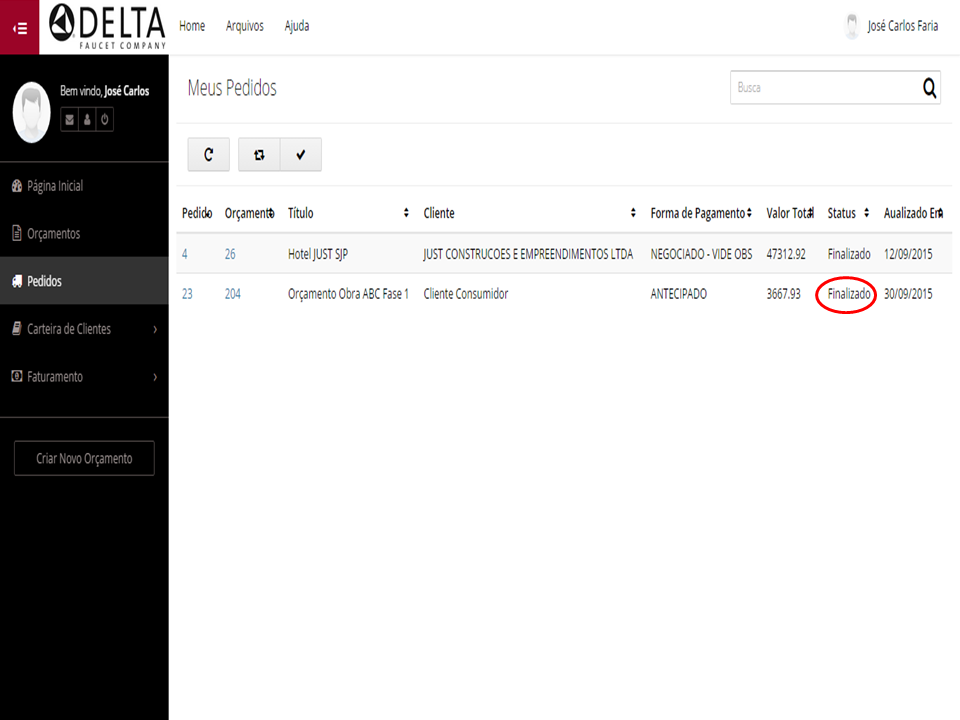 DELTA
FAUCET COMPANY
Home Arquivos Ajuda
José Carlos Faria
Bem vindo, José Carlos
Meus Pedidos
Busca
Página Inicial
Orçamentos
Pedidos
Carteira de Clientes
Faturamento
Criar Novo Orçamento
Pedido Orçamento Título Cliente Forma de Pagamento Valor Total Status Aualizado Em
4 26 Hotel JUST SJP JUST CONSTRUCOES E EMPREENDIMENTOS LTDA NEGOCIADO - VIDE OBS 47312.92 Finalizado 12/09/2015
23 204 Orçamento Obra ABC Fase 1 Cliente Consumidor ANTECIPADO 3667.93 Finalizado 30/09/2015